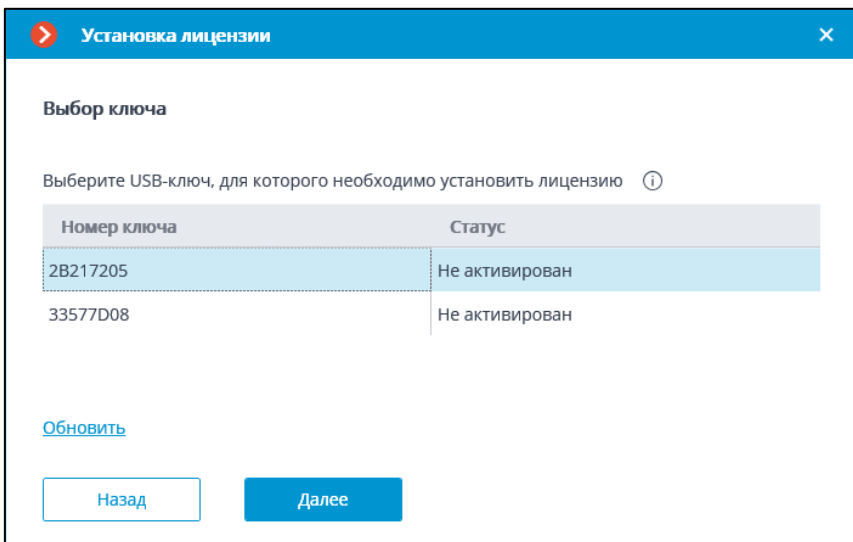 Установка лицензии
Выбор ключа
Выберите USB-ключ, для которого необходимо установить лицензию
Номер ключа Статус
2B217205 Не активирован
33577D08 Не активирован
Обновить
Назад Далее